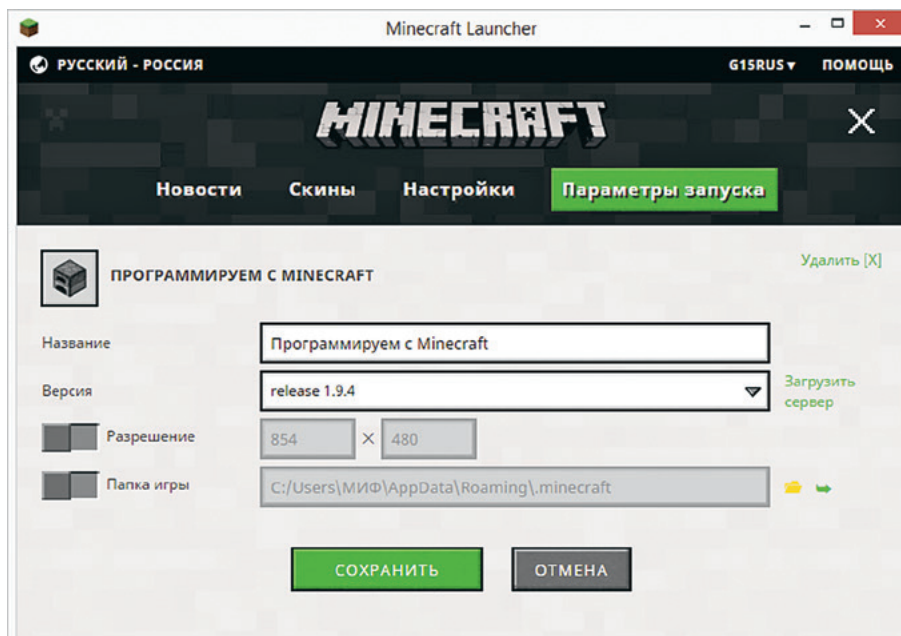 Minecraft Launcher
РУССКИЙ - РОССИЯ
G15RUS ПОМОЩЬ
MINECRAFT
Новости Скины Настройки Параметры запуска
ПРОГРАММИРУЕМ С MINECRAFT
Удалить [X]
Название Программируем с Minecraft
Версия release 1.9.4
Загрузить
сервер
Разрешение 854 × 480
Папка игры C:/Users\МИФ\AppData\Roaming\.minecraft
СОХРАНИТЬ ОТМЕНА